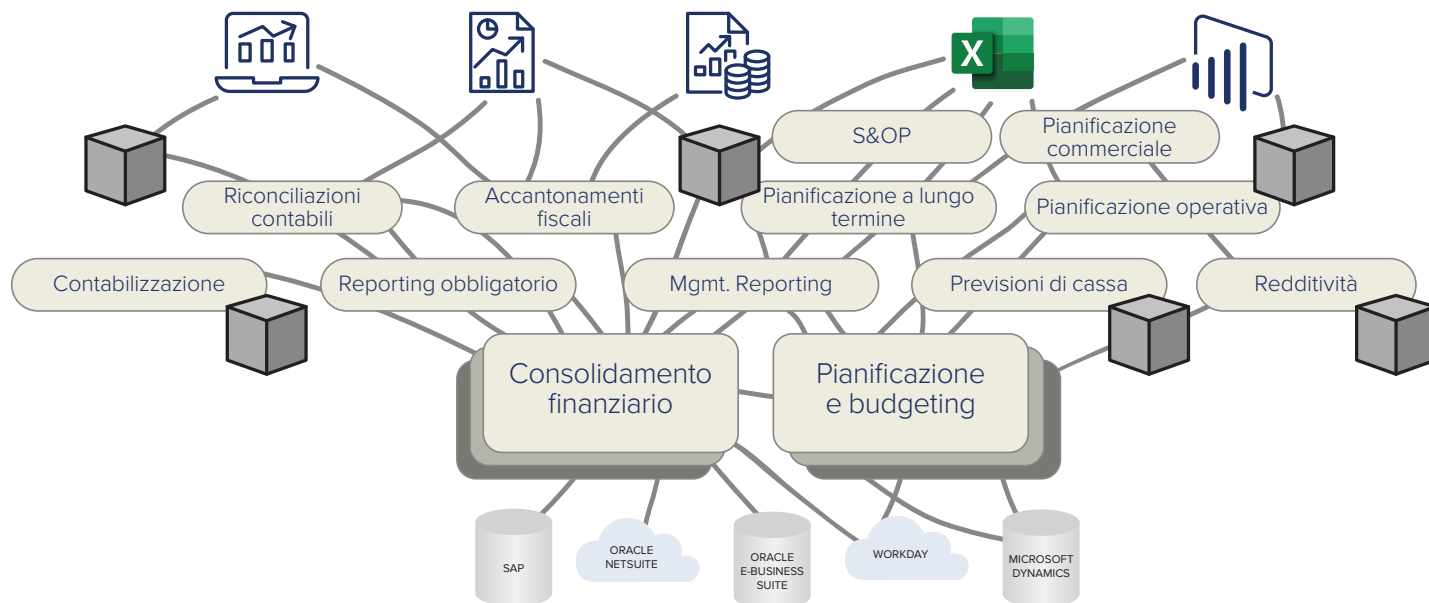 X
S&OP
Pianificazione
commerciale
Riconciliazioni
contabili
Accantonamenti
fiscali
Pianificazione a lungo
termine
Pianificazione operativa
Contabilizzazione
Reporting obbligatorio
Mgmt. Reporting
Previsioni di cassa
Redditività
Consolidamento
finanziario
Pianificazione
e budgeting
SAP
ORACLE
NETSUITE
ORACLE
E-BUSINESS
SUITE
WORKDAY
MICROSOFT
DYNAMICS